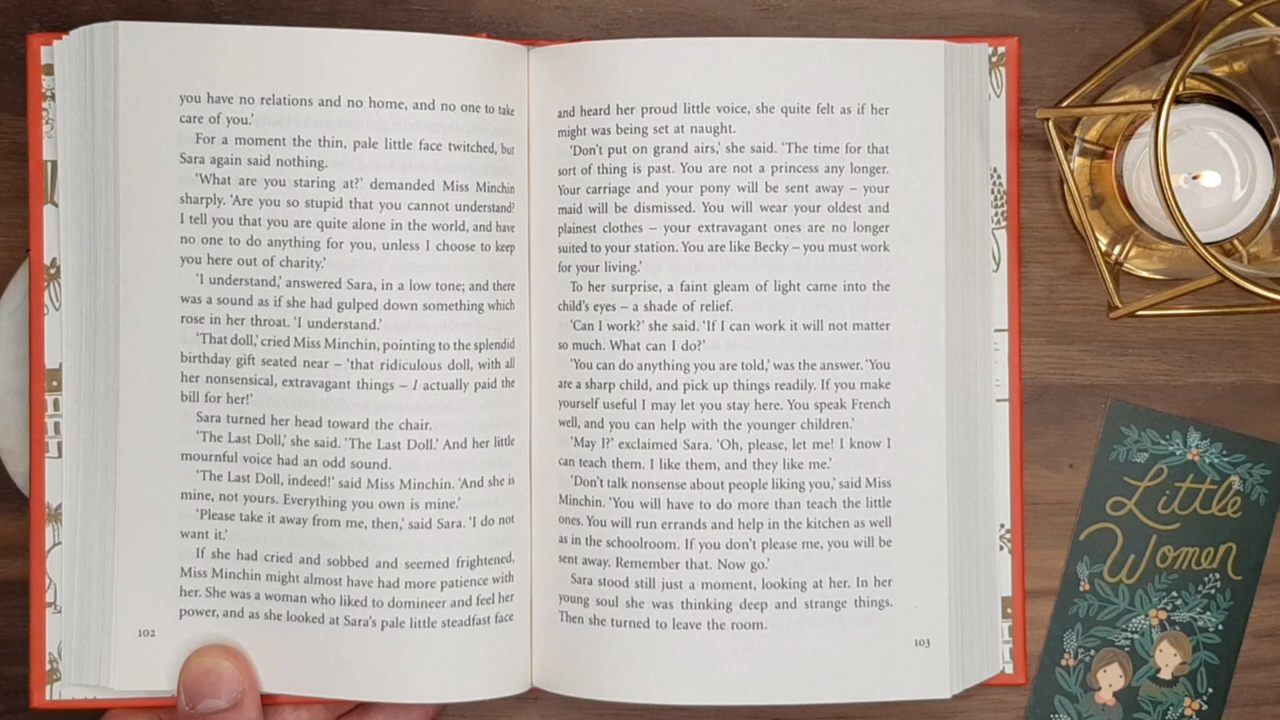 you have no relations and no home, and no one to take
care of you.’
For a moment the thin, pale little face twitched, but
Sara again said nothing.
‘What are you staring at?’ demanded Miss Minchin
sharply. ‘Are you so stupid that you cannot understand?
I tell you that you are quite alone in the world, and have
no one to do anything for you, unless I choose to keep
you here out of charity.’
‘I understand,’ answered Sara, in a low tone; and there
was a sound as if she had gulped down something which
rose in her throat. ‘I understand.’
‘That doll,’ cried Miss Minchin, pointing to the splendid
birthday gift seated near – ‘that ridiculous doll, with all
her nonsensical, extravagant things – I actually paid the
bill for her!’
Sara turned her head toward the chair.
‘The Last Doll,’ she said. ‘The Last Doll.’ And her little
mournful voice had an odd sound.
‘The Last Doll, indeed!’ said Miss Minchin. ‘And she is
mine, not yours. Everything you own is mine.’
‘Please take it away from me, then,’ said Sara. ‘I do not
want it.’
If she had cried and sobbed and seemed frightened,
Miss Minchin might almost have had more patience with
her. She was a woman who liked to domineer and feel her
power, and as she looked at Sara’s pale little steadfast face
102
and heard her proud little voice, she quite felt as if her
might was being set at naught.
‘Don’t put on grand airs,’ she said. ‘The time for that
sort of thing is past. You are not a princess any longer.
Your carriage and your pony will be sent away – your
maid will be dismissed. You will wear your oldest and
plainest clothes – your extravagant ones are no longer
suited to your station. You are like Becky – you must work
for your living.’
To her surprise, a faint gleam of light came into the
child’s eyes – a shade of relief.
‘Can I work?’ she said. ‘If I can work it will not matter
so much. What can I do?’
‘You can do anything you are told,’ was the answer. ‘You
are a sharp child, and pick up things readily. If you make
yourself useful I may let you stay here. You speak French
well, and you can help with the younger children.’
‘May I?’ exclaimed Sara. ‘Oh, please, let me! I know I
can teach them. I like them, and they like me.’
‘Don’t talk nonsense about people liking you,’ said Miss
Minchin. ‘You will have to do more than teach the little
ones. You will run errands and help in the kitchen as well
as in the schoolroom. If you don’t please me, you will be
sent away. Remember that. Now go.’
Sara stood still just a moment, looking at her. In her
young soul she was thinking deep and strange things.
Then she turned to leave the room.
103
Little
Women